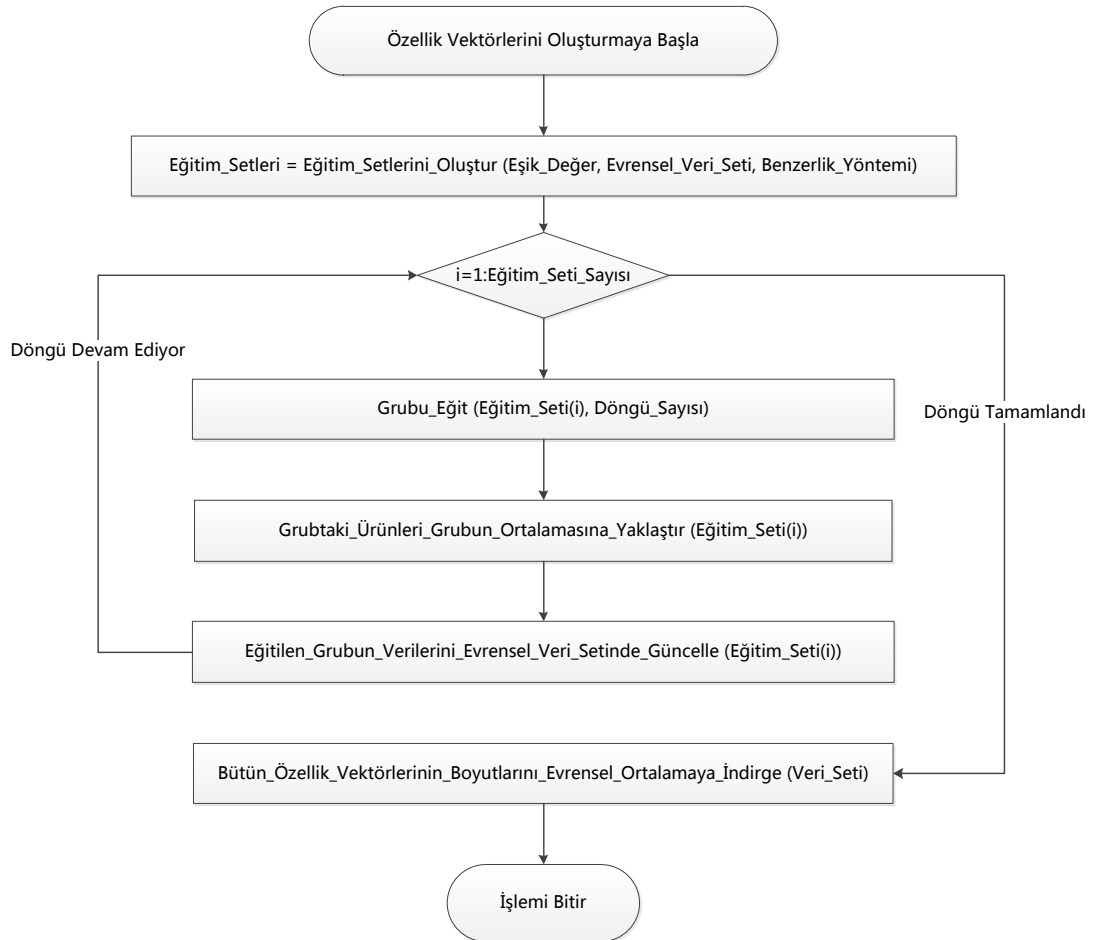 Özellik Vektörlerini Oluşturmaya Başla
Eğitim_Setleri = Eğitim_Setlerini_Oluştur (Eşik_Değer, Evrensel_Veri_Seti, Benzerlik_Yöntemi)
i=1:Eğitim_Seti_Sayısı
Döngü Devam Ediyor
Grubu_Eğit (Eğitim_Seti(i), Döngü_Sayısı)
Döngü Tamamlandı
Grubtaki_Ürünleri_Grubun_Ortalamasına_Yaklaştır (Eğitim_Seti(i))
Eğitilen_Grubun_Verilerini_Evrensel_Veri_Setinde_Güncelle (Eğitim_Seti(i))
Bütün_Özellik_Vektörlerinin_Boyutlarını_Evrensel_Ortalamaya_İndirge (Veri_Seti)
İşlemi Bitir